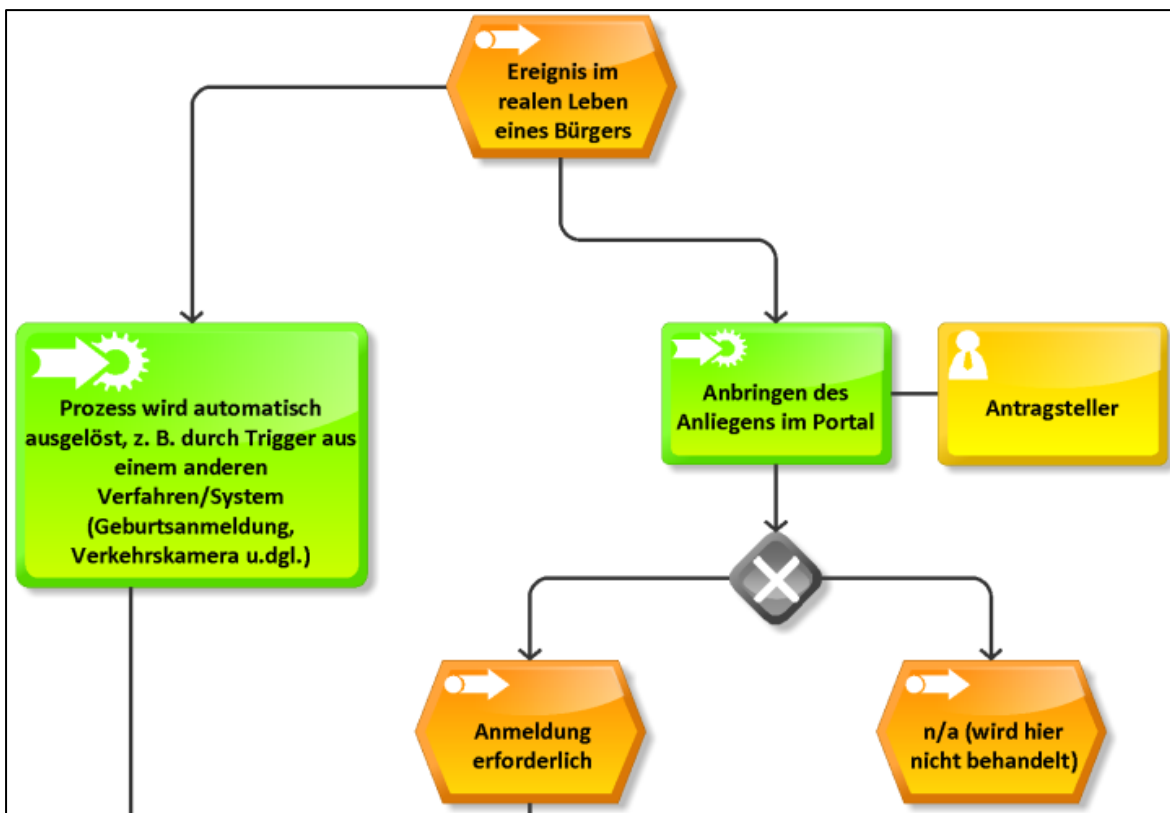 Ereignis im
realen Leben
eines Bürgers
Prozess wird automatisch
ausgelöst, z. B. durch Trigger aus
einem anderen
Verfahren/System
(Geburtsanmeldung,
Verkehrskamera u.dgl.)
Anbringen des
Anliegens im Portal
Antragsteller
Anmeldung
erforderlich
n/a (wird hier
nicht behandelt)